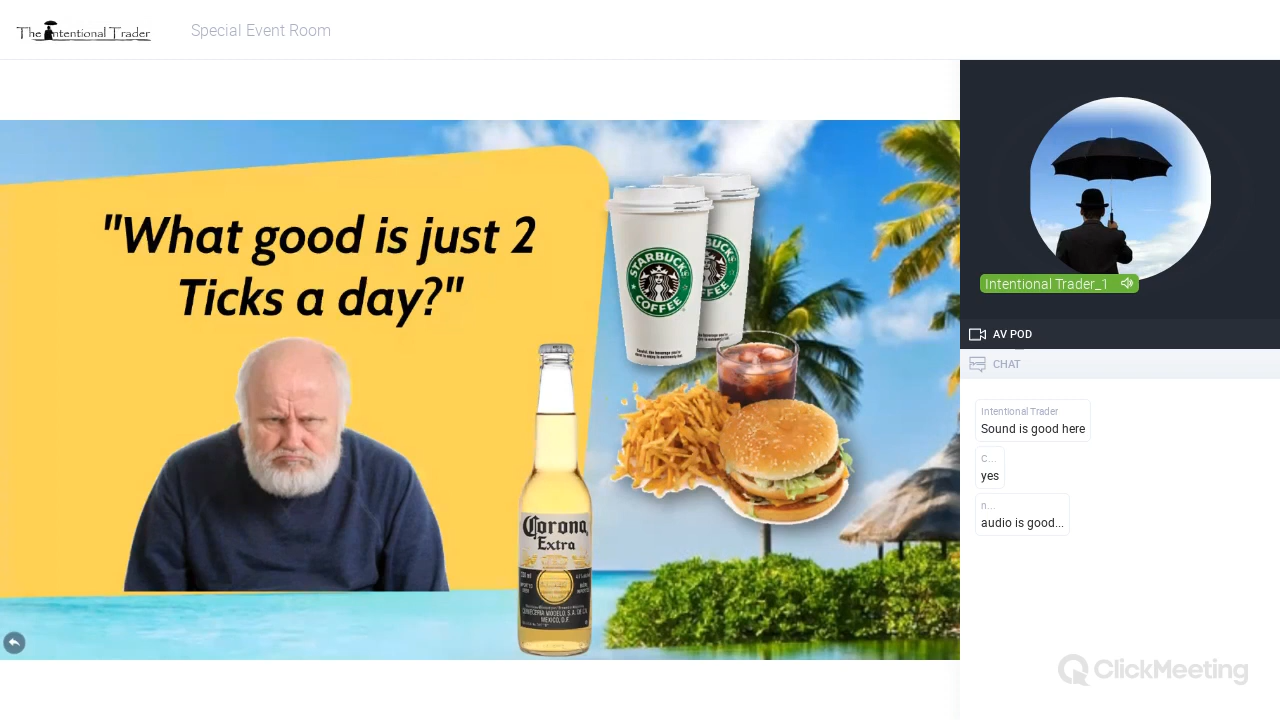 The Intentional Trader
Special Event Room
"What good is just 2
Ticks a day?"
STARBUCKS
COFFEE
Corona
Extra
Intentional Trader_1
AV POD
CHAT
Intentional Trader
Sound is good here
c...
yes
n...
audio is good...
ClickMeeting